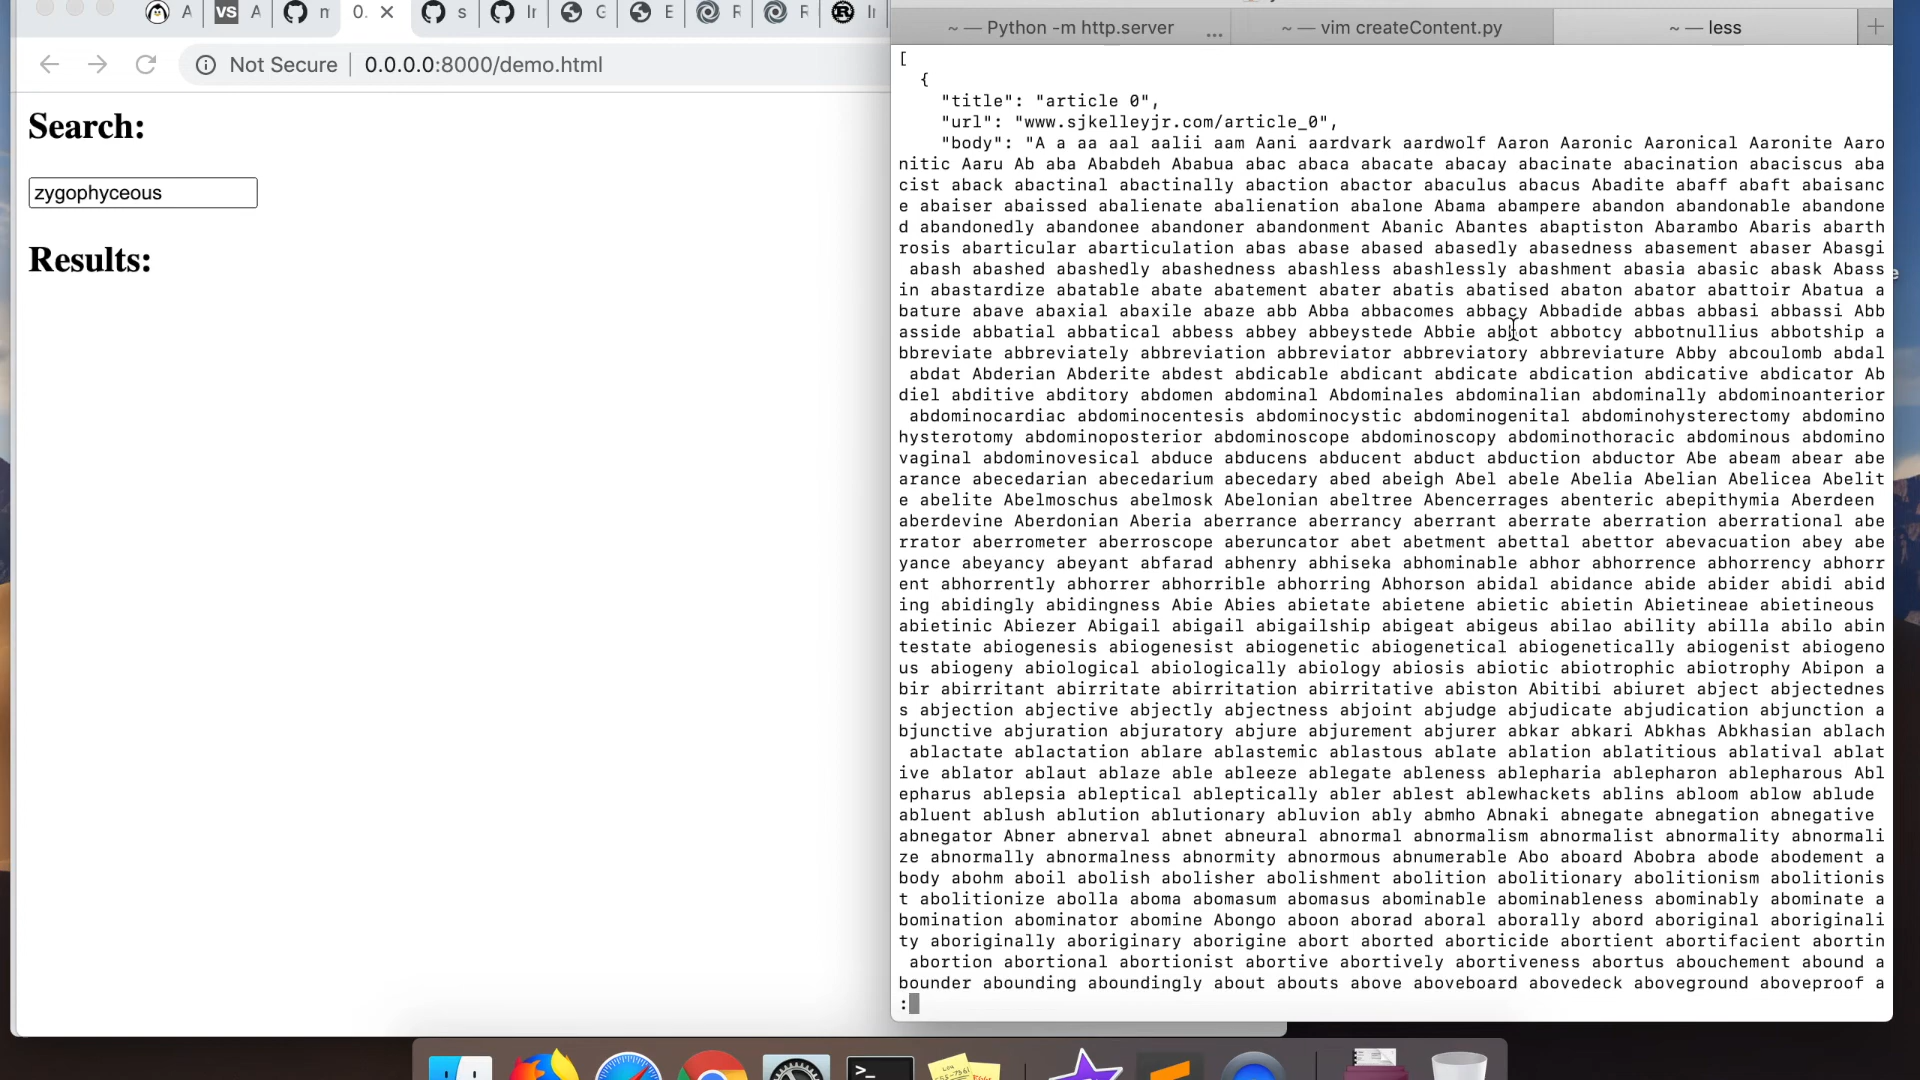 A
VS A
m
0.
s
Ir
G
E
R
R
Ir
Not Secure | 0.0.0.0:8000/demo.html
Search:
zygophyceous
Results:
~ — Python -m http.server ...
~ — vim createContent.py
~ — less
[
{
"title": "article 0",
"url": "www.sjkelleyjr.com/article_0",
"body": "A a aa aal aalii aam Aani aardvark aardwolf Aaron Aaronic Aaronical Aaronite Aaro
nitic Aaru Ab aba Ababdeh Ababua abac abaca abacate abacay abacinate abacination abaciscus aba
cist aback abactinal abactinally abaction abactor abaculus abacus Abadite abaff abaft abaisanc
e abaiser abaissed abalienate abalienation abalone Abama abampere abandon abandonable abandone
d abandonedly abandonee abandoner abandonment Abanic Abantes abaptiston Abarambo Abaris abarth
rosis abarticular abarticulation abas abase abased abasedly abasedness abasement abaser Abasgi
abash abashed abashedly abashedness abashless abashlessly abashment abasia abasic abask Abass
in abastardize abatable abate abatement abater abatis abatised abaton abator abattoir Abatua a
bature abave abaxial abaxile abaze abb Abba abbacomes abbacy Abbadide abbas abbasi abbassi Abb
asside abbatial abbatical abbess abbey abbeystede Abbie abbot abbotcy abbotnullius abbotship a
bbreviate abbreviately abbreviation abbreviator abbreviatory abbreviature Abby abcoulomb abdal
abdat Abderian Abderite abdest abdicable abdicant abdicate abdication abdicative abdicator Ab
diel abditive abditory abdomen abdominal Abdominales abdominalian abdominally abdominoanterior
abdominocardiac abdominocentesis abdominocystic abdominogenital abdominohysterectomy abdomino
hysterotomy abdominoposterior abdominoscope abdominoscopy abdominothoracic abdominous abdomino
vaginal abdominovesical abduce abducens abducent abduct abduction abductor Abe abeam abear abe
arance abecedarian abecedarium abecedary abed abeigh Abel abele Abelia Abelian Abelicea Abelit
e abelite Abelmoschus abelmosk Abelonian abeltree Abencerrages abenteric abepithymia Aberdeen
aberdevine Aberdonian Aberia aberrance aberrancy aberrant aberrate aberration aberrational abe
rrator aberrometer aberroscope aberuncator abet abetment abettal abettor abevacuation abey abe
yance abeyancy abeyant abfarad abhenry abhiseka abhominable abhor abhorrence abhorrency abhorr
ent abhorrently abhorrer abhorrible abhorring Abhorson abidal abidance abide abider abidi abid
ing abidingly abidingness Abie Abies abietate abietene abietic abietin Abietineae abietineous
abietinic Abiezer Abigail abigail abigailship abigeat abigeus abilao ability abilla abilo abin
testate abiogenesis abiogenesist abiogenetic abiogenetical abiogenetically abiogenist abiogeno
us abiogeny abiological abiologically abiology abiosis abiotic abiotrophic abiotrophy Abipon a
bir abirritant abirritate abirritation abirritative abiston Abitibi abiuret abject abjectednes
s abjection abjective abjectly abjectness abjoint abjudge abjudicate abjudication abjunction a
bjunctive abjuration abjuratory abjure abjurement abjurer abkar abkari Abkhas Abkhasian ablach
ablactate ablactation ablare ablastemic ablastous ablate ablation ablatitious ablatival ablat
ive ablator ablaut ablaze able ableeze ablegate ableness ablepharia ablepharon ablepharous Abl
epharus ablepsia ableptical ableptically abler ablest ablewhackets ablins abloom ablow ablude
abluent ablush ablution ablutionary abluvion ably abmho Abnaki abnegate abnegation abnegative
abnegator Abner abnerval abnet abneural abnormal abnormalism abnormalist abnormality abnormali
ze abnormally abnormalness abnormity abnormous abnumerable Abo aboard Abobra abode abodement a
body abohm aboil abolish abolisher abolishment abolition abolitionary abolitionism abolitionis
t abolitionize abolla aboma abomasum abomasus abominable abominableness abominably abominate a
bomination abominator abomine Abongo aboon aborad aboral aborally abord aboriginal aboriginali
ty aboriginally aboriginary aborigine abort aborted aborticide abortient abortifacient abortin
abortion abortional abortionist abortive abortively abortiveness abortus abouchement abound a
bounder abounding aboundingly about abouts above aboveboard abovedeck aboveground aboveproof a
: